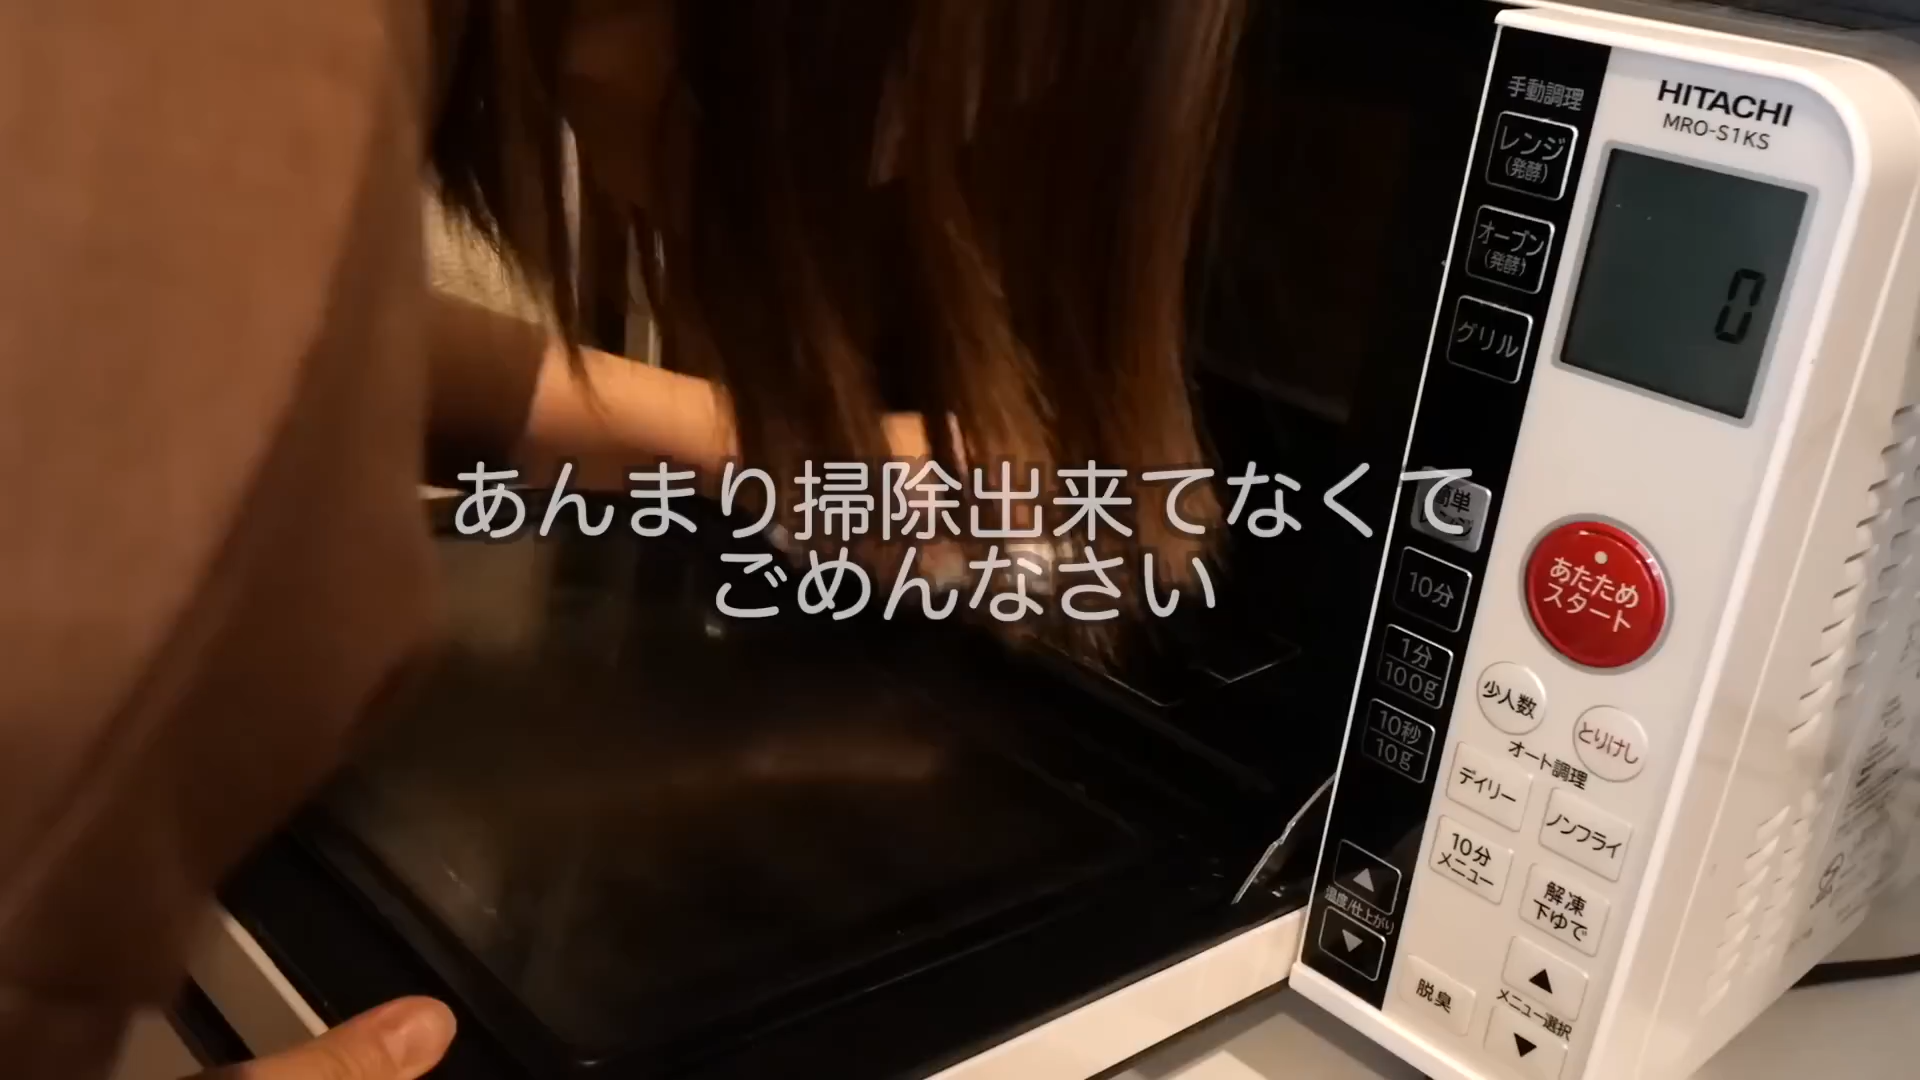 あんまり掃除出来てなくて
ごめんなさい
HITACHI
MRO-S1KS
手動調理
レンジ
(発酵)
オーブン
(発酵)
グリル
0
簡単
10分
1分
100g
10秒
10g
温度/仕上がり
あたため
スタート
少人数
とりけし
オート調理
デイリー
ノンフライ
10分
メニュー
解凍
下ゆで
脱臭
メニュー選択